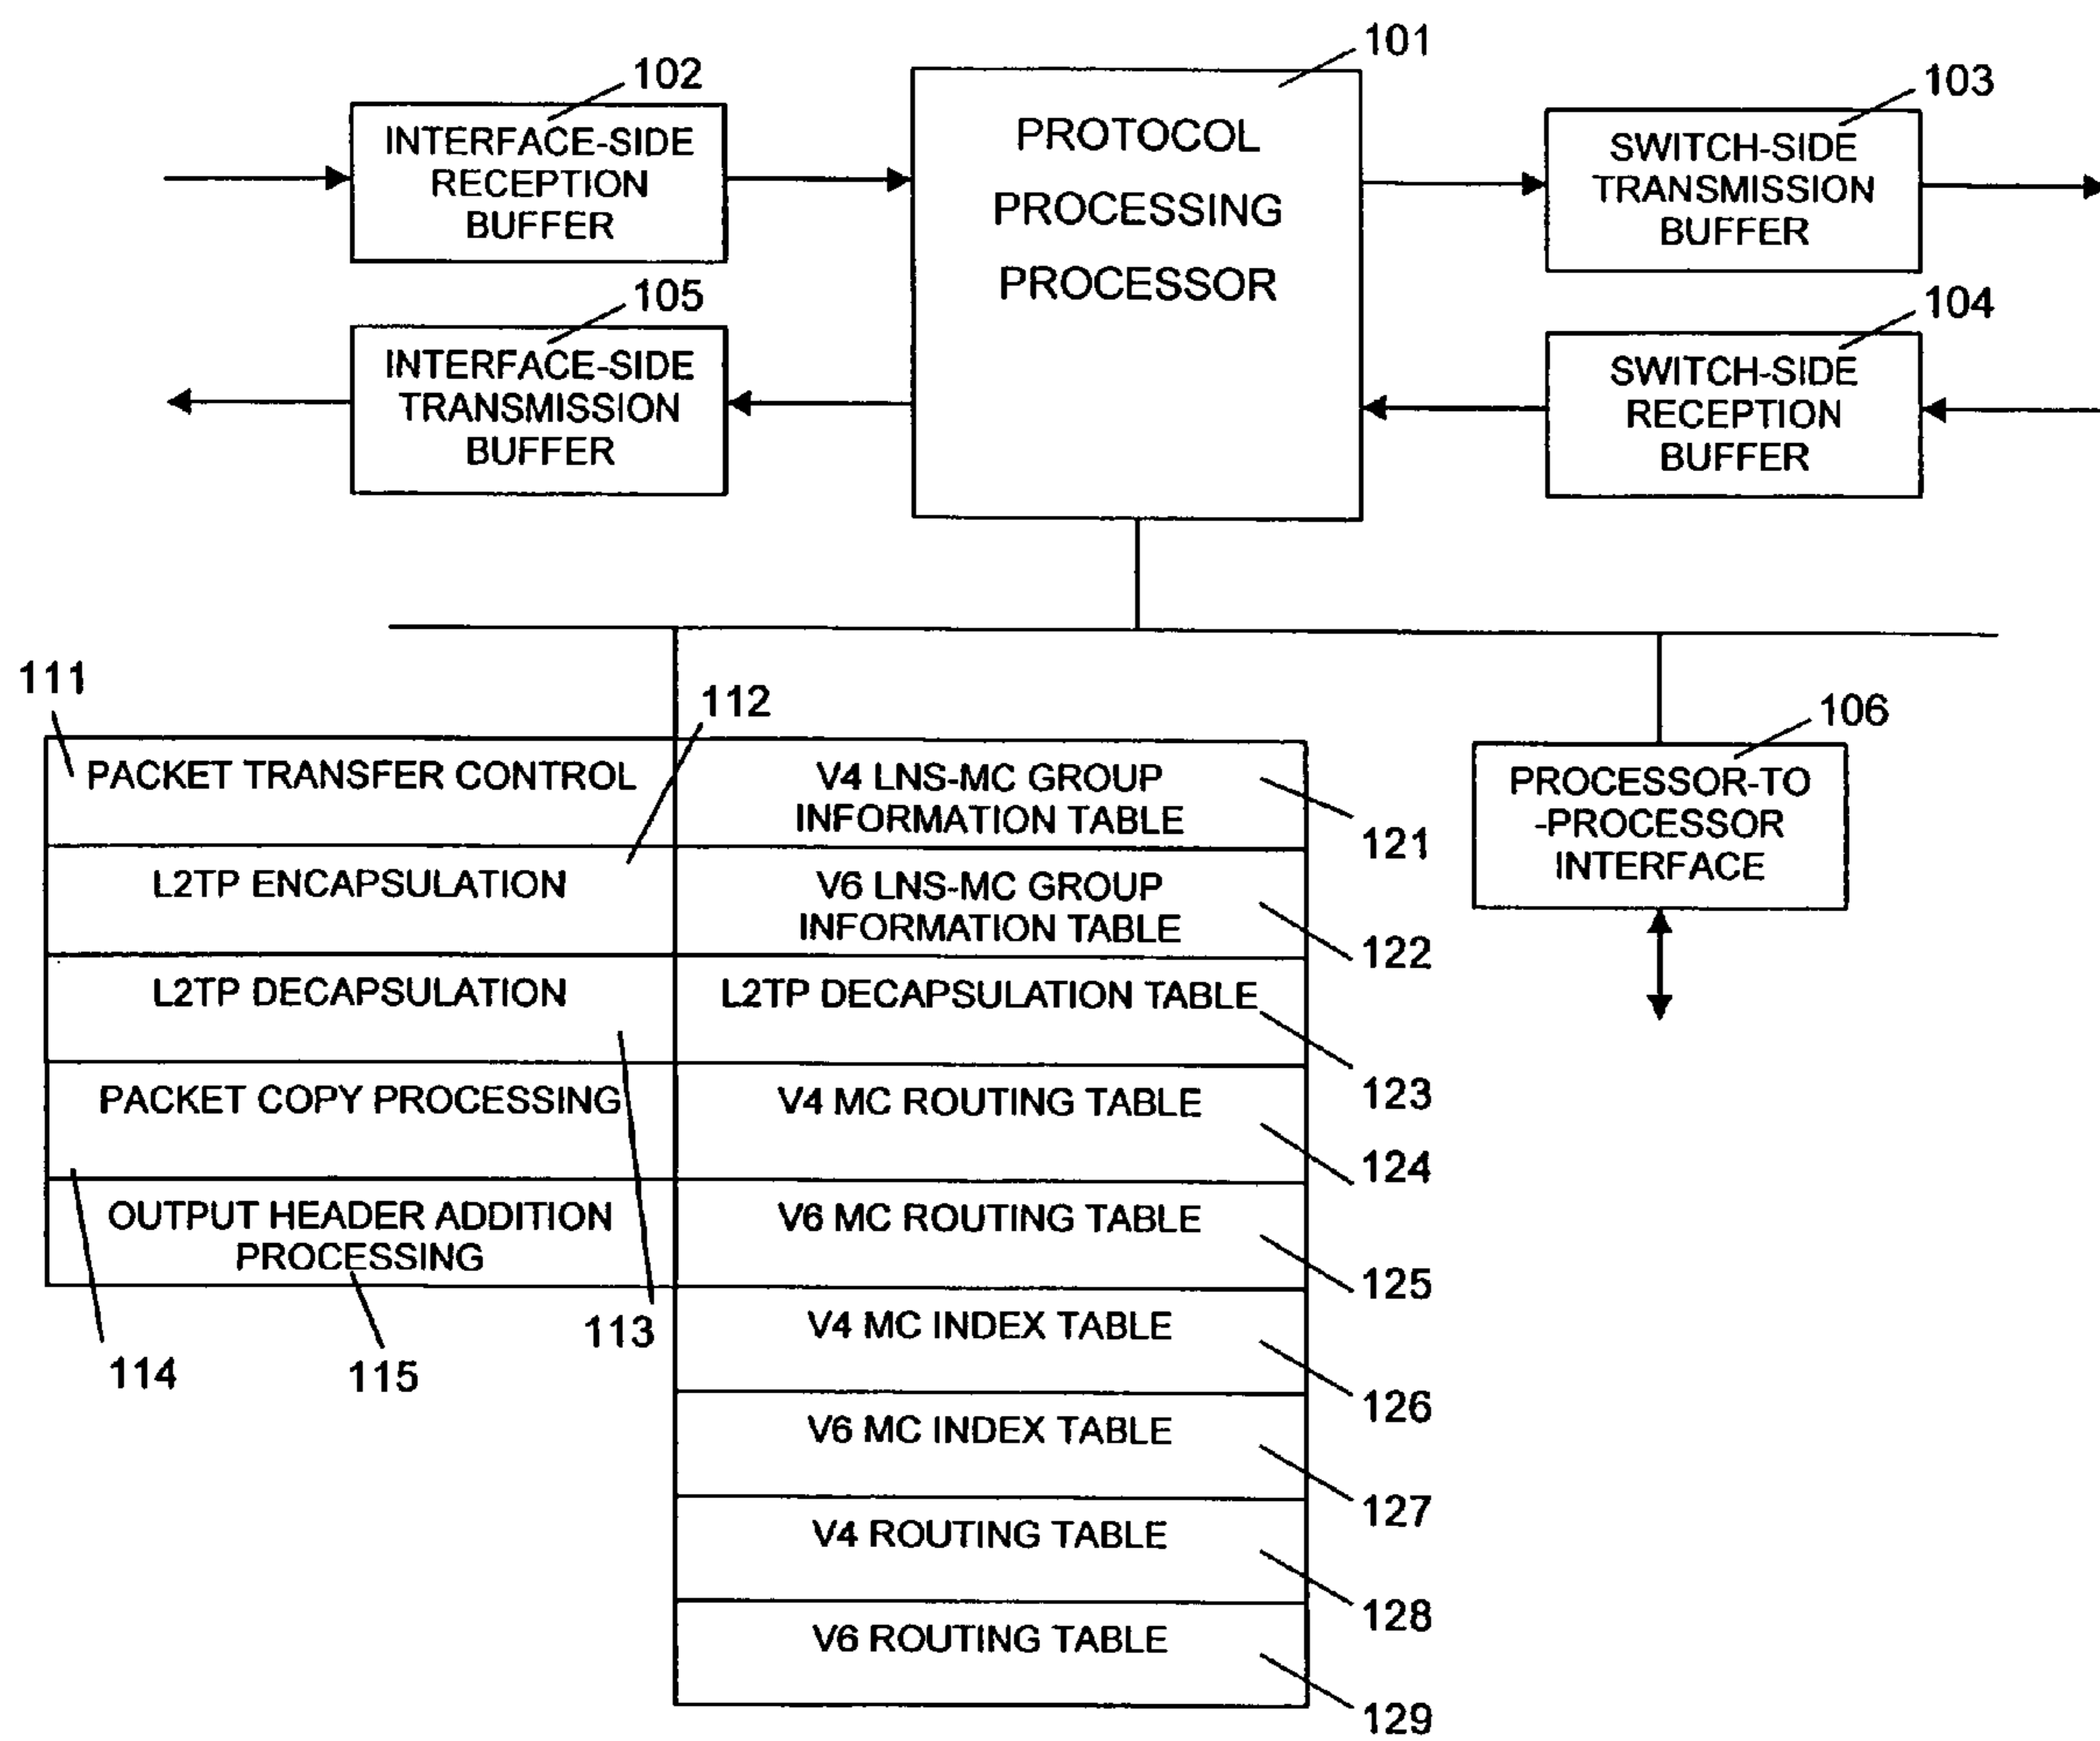 101
102
103
INTERFACE-SIDE
RECEPTION
BUFFER
PROTOCOL
PROCESSING
PROCESSOR
SWITCH-SIDE
TRANSMISSION
BUFFER
105
104
INTERFACE-SIDE
TRANSMISSION
BUFFER
SWITCH-SIDE
RECEPTION
BUFFER
111
112
106
PACKET TRANSFER CONTROL
V4 LNS-MC GROUP
INFORMATION TABLE
121
PROCESSOR-TO
-PROCESSOR
INTERFACE
L2TP ENCAPSULATION
V6 LNS-MC GROUP
INFORMATION TABLE
122
L2TP DECAPSULATION
L2TP DECAPSULATION TABLE
123
PACKET COPY PROCESSING
V4 MC ROUTING TABLE
124
OUTPUT HEADER ADDITION
PROCESSING
V6 MC ROUTING TABLE
125
113
114
115
V4 MC INDEX TABLE
126
V6 MC INDEX TABLE
127
V4 ROUTING TABLE
128
V6 ROUTING TABLE
129